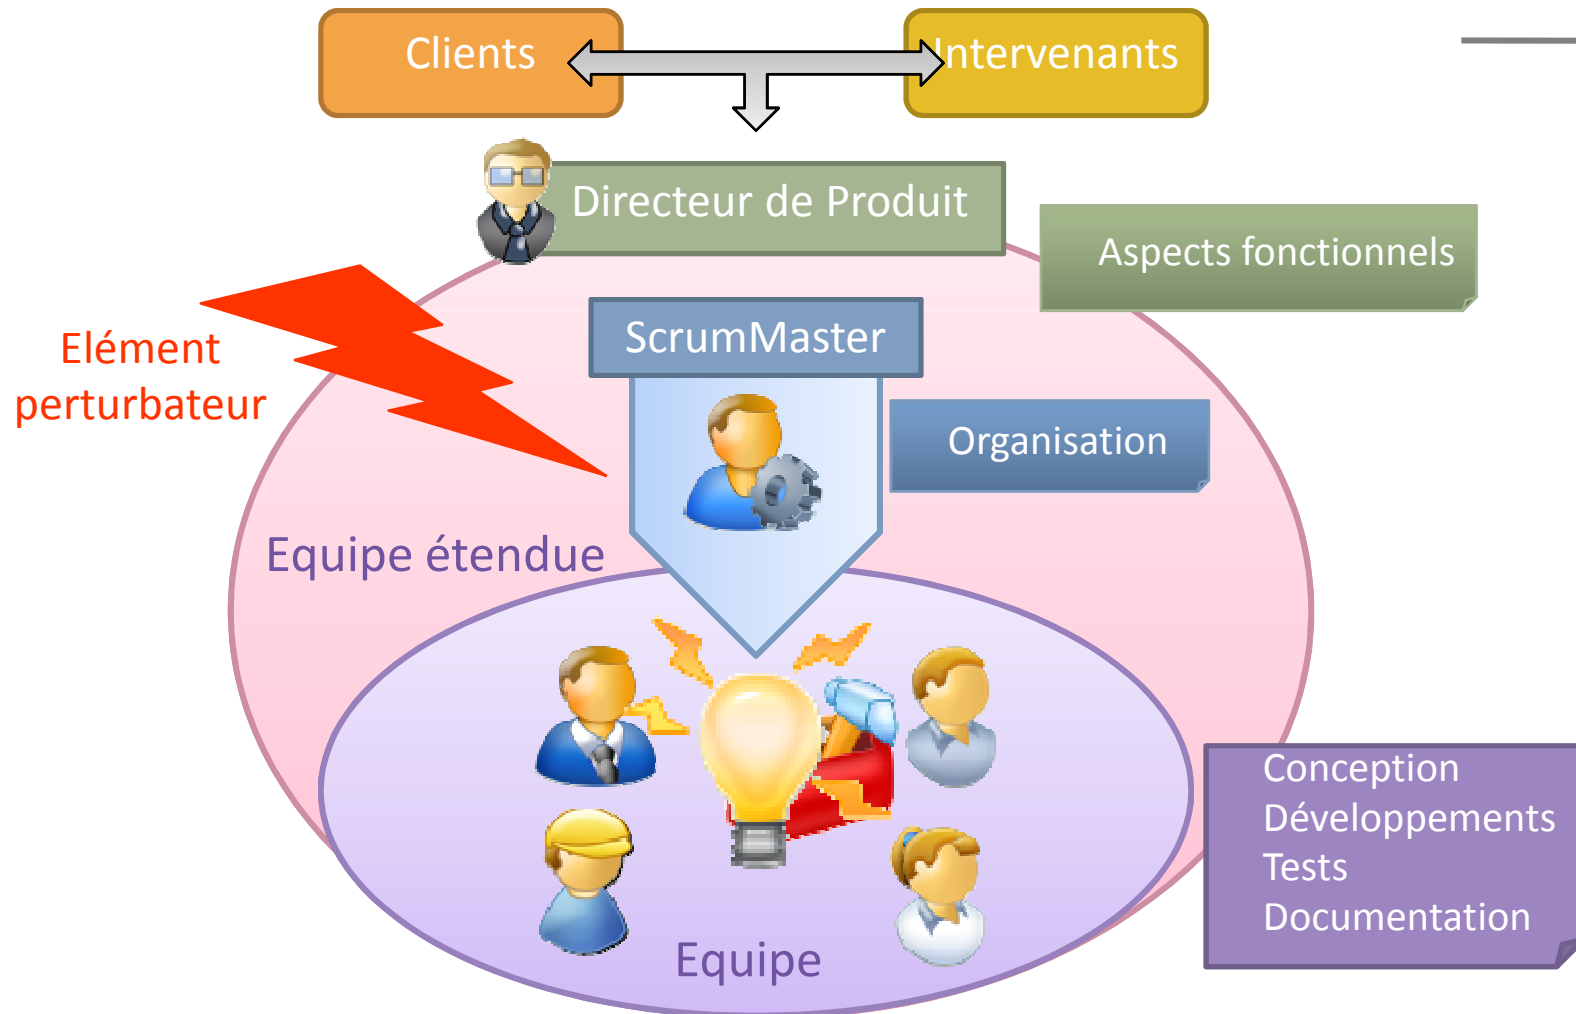 Clients
Intervenants
Directeur de Produit
Aspects fonctionnels
ScrumMaster
Elément
perturbateur
Organisation
Equipe étendue
Conception
Développements
Tests
Documentation
Equipe